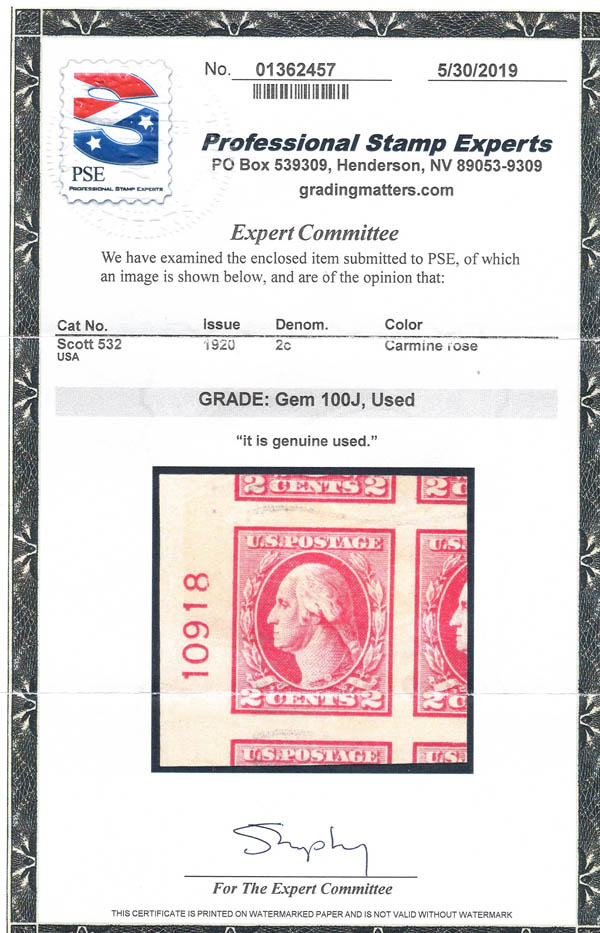 No. 01362457 5/30/2019
PSE
PROFESSIONAL STAMP EXPERTS
Professional Stamp Experts
PO Box 539309, Henderson, NV 89053-9309
gradingmatters.com
Expert Committee
We have examined the enclosed item submitted to PSE, of which
an image is shown below, and are of the opinion that:
Cat No. Issue Denom. Color
Scott 532 1920 2c Carmine rose
USA
GRADE: Gem 100J, Used
“it is genuine used.”
2 CENTS 2 2 C
U.S. POSTAGE U.S.
10918
2 CENTS 2 2 C
U.S. POSTAGE U.S.
For The Expert Committee
THIS CERTIFICATE IS PRINTED ON WATERMARKED PAPER AND IS NOT VALID WITHOUT WATERMARK